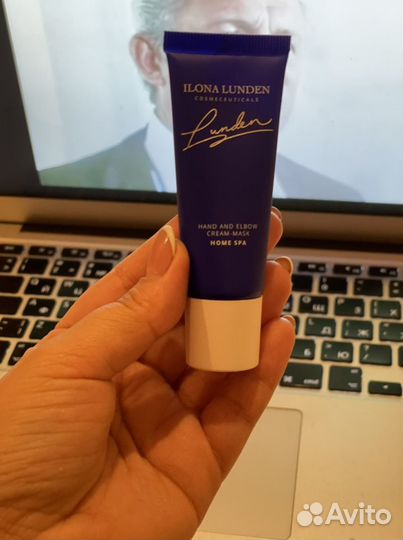 ILONA LUNDEN
COSMECEUTICALS
Lunden
HAND AND ELBOW
CREAM-MASK
HOME SPA
Avito